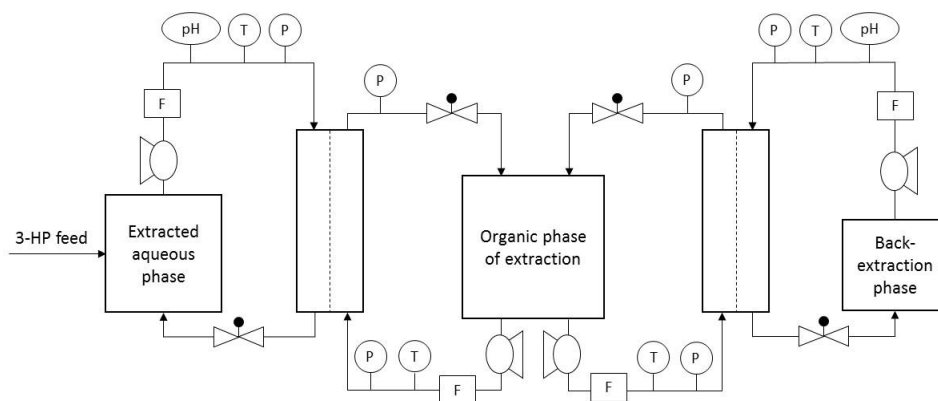 pH
T
P
P
T
pH
P
P
F
F
3-HP feed
Extracted
aqueous
phase
Organic phase
of extraction
Back-
extraction
phase
P
T
F
F
T
P